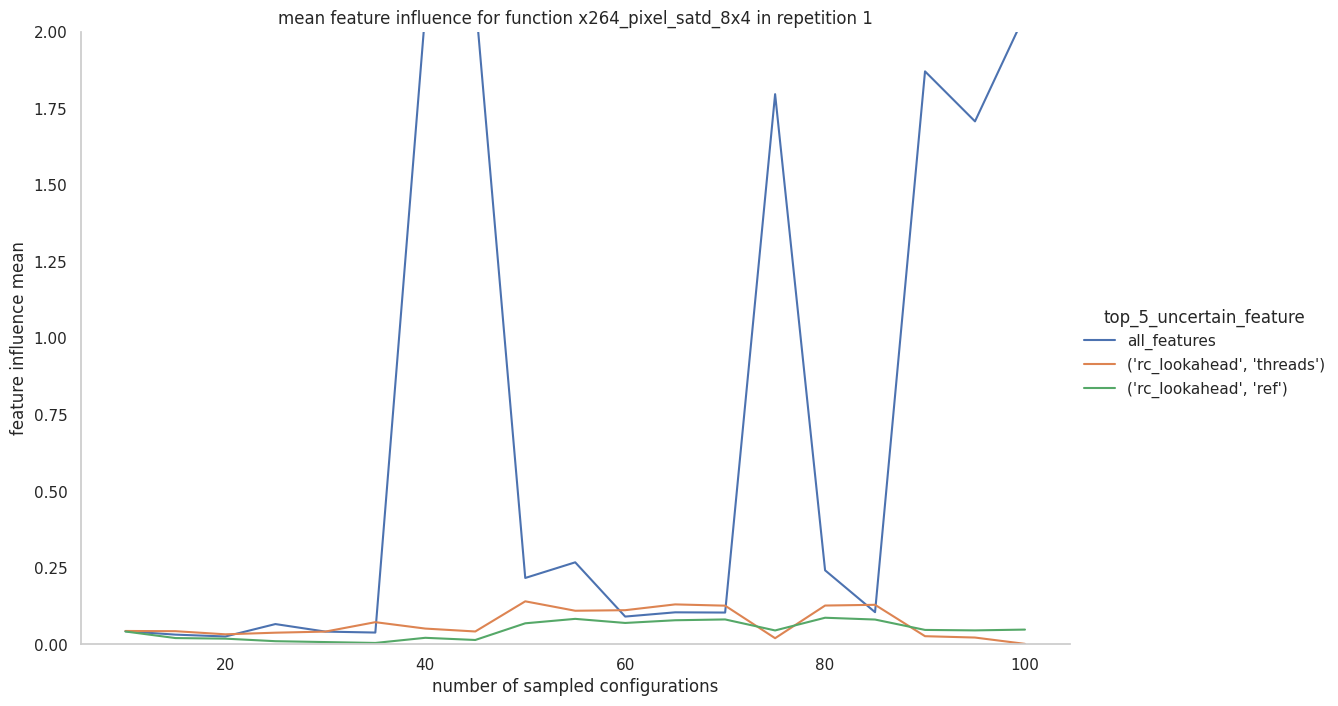 mean feature influence for function x264_pixel_satd_8x4 in repetition 1
2.00
1.75
1.50
1.25
1.00
0.75
0.50
0.25
0.00
feature influence mean
20 40 60 80 100
number of sampled configurations
top_5_uncertain_feature
all_features
('rc_lookahead', 'threads')
('rc_lookahead', 'ref')